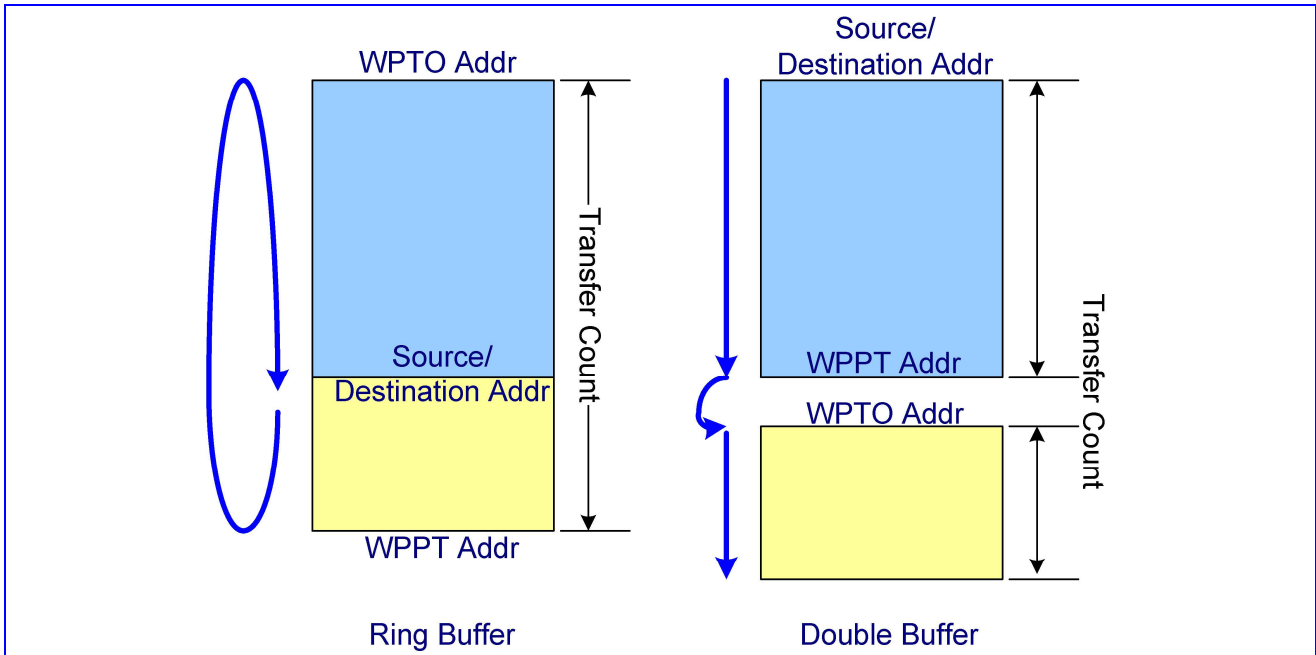 WPTO Addr
Transfer Count
Source/
Destination Addr
WPPT Addr
Ring Buffer
Source/
Destination Addr
WPPT Addr
WPTO Addr
Transfer Count
Double Buffer